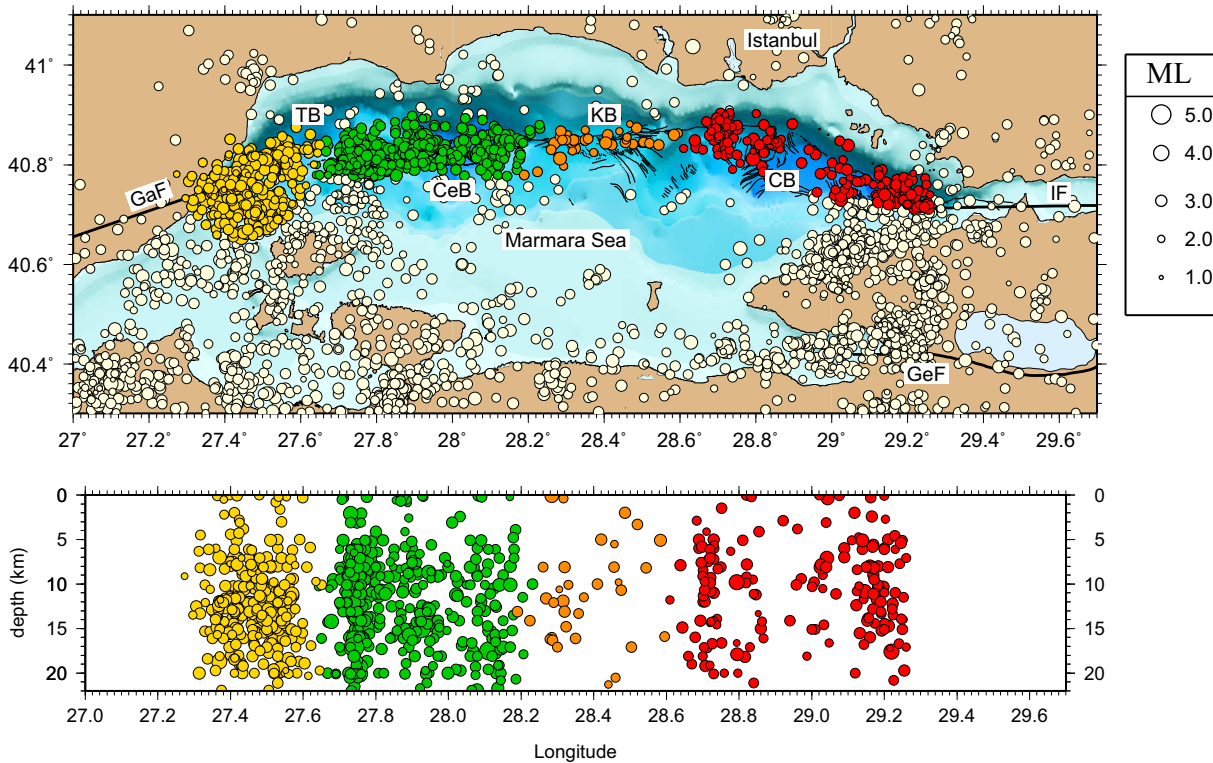 Istanbul
41˚
ML
5.0
TB
KB
4.0
40.8˚
CB
3.0
GaF
CeB
IF
2.0
Marmara Sea
1.0
40.6˚
40.4˚
GeF
27˚ 27.2˚ 27.4˚ 27.6˚ 27.8˚ 28˚ 28.2˚ 28.4˚ 28.6˚ 28.8˚ 29˚ 29.2˚ 29.4˚ 29.6˚
0 0
5 5
depth (km)
10 10
15 15
20 20
27.0 27.2 27.4 27.6 27.8 28.0 28.2 28.4 28.6 28.8 29.0 29.2 29.4 29.6
Longitude